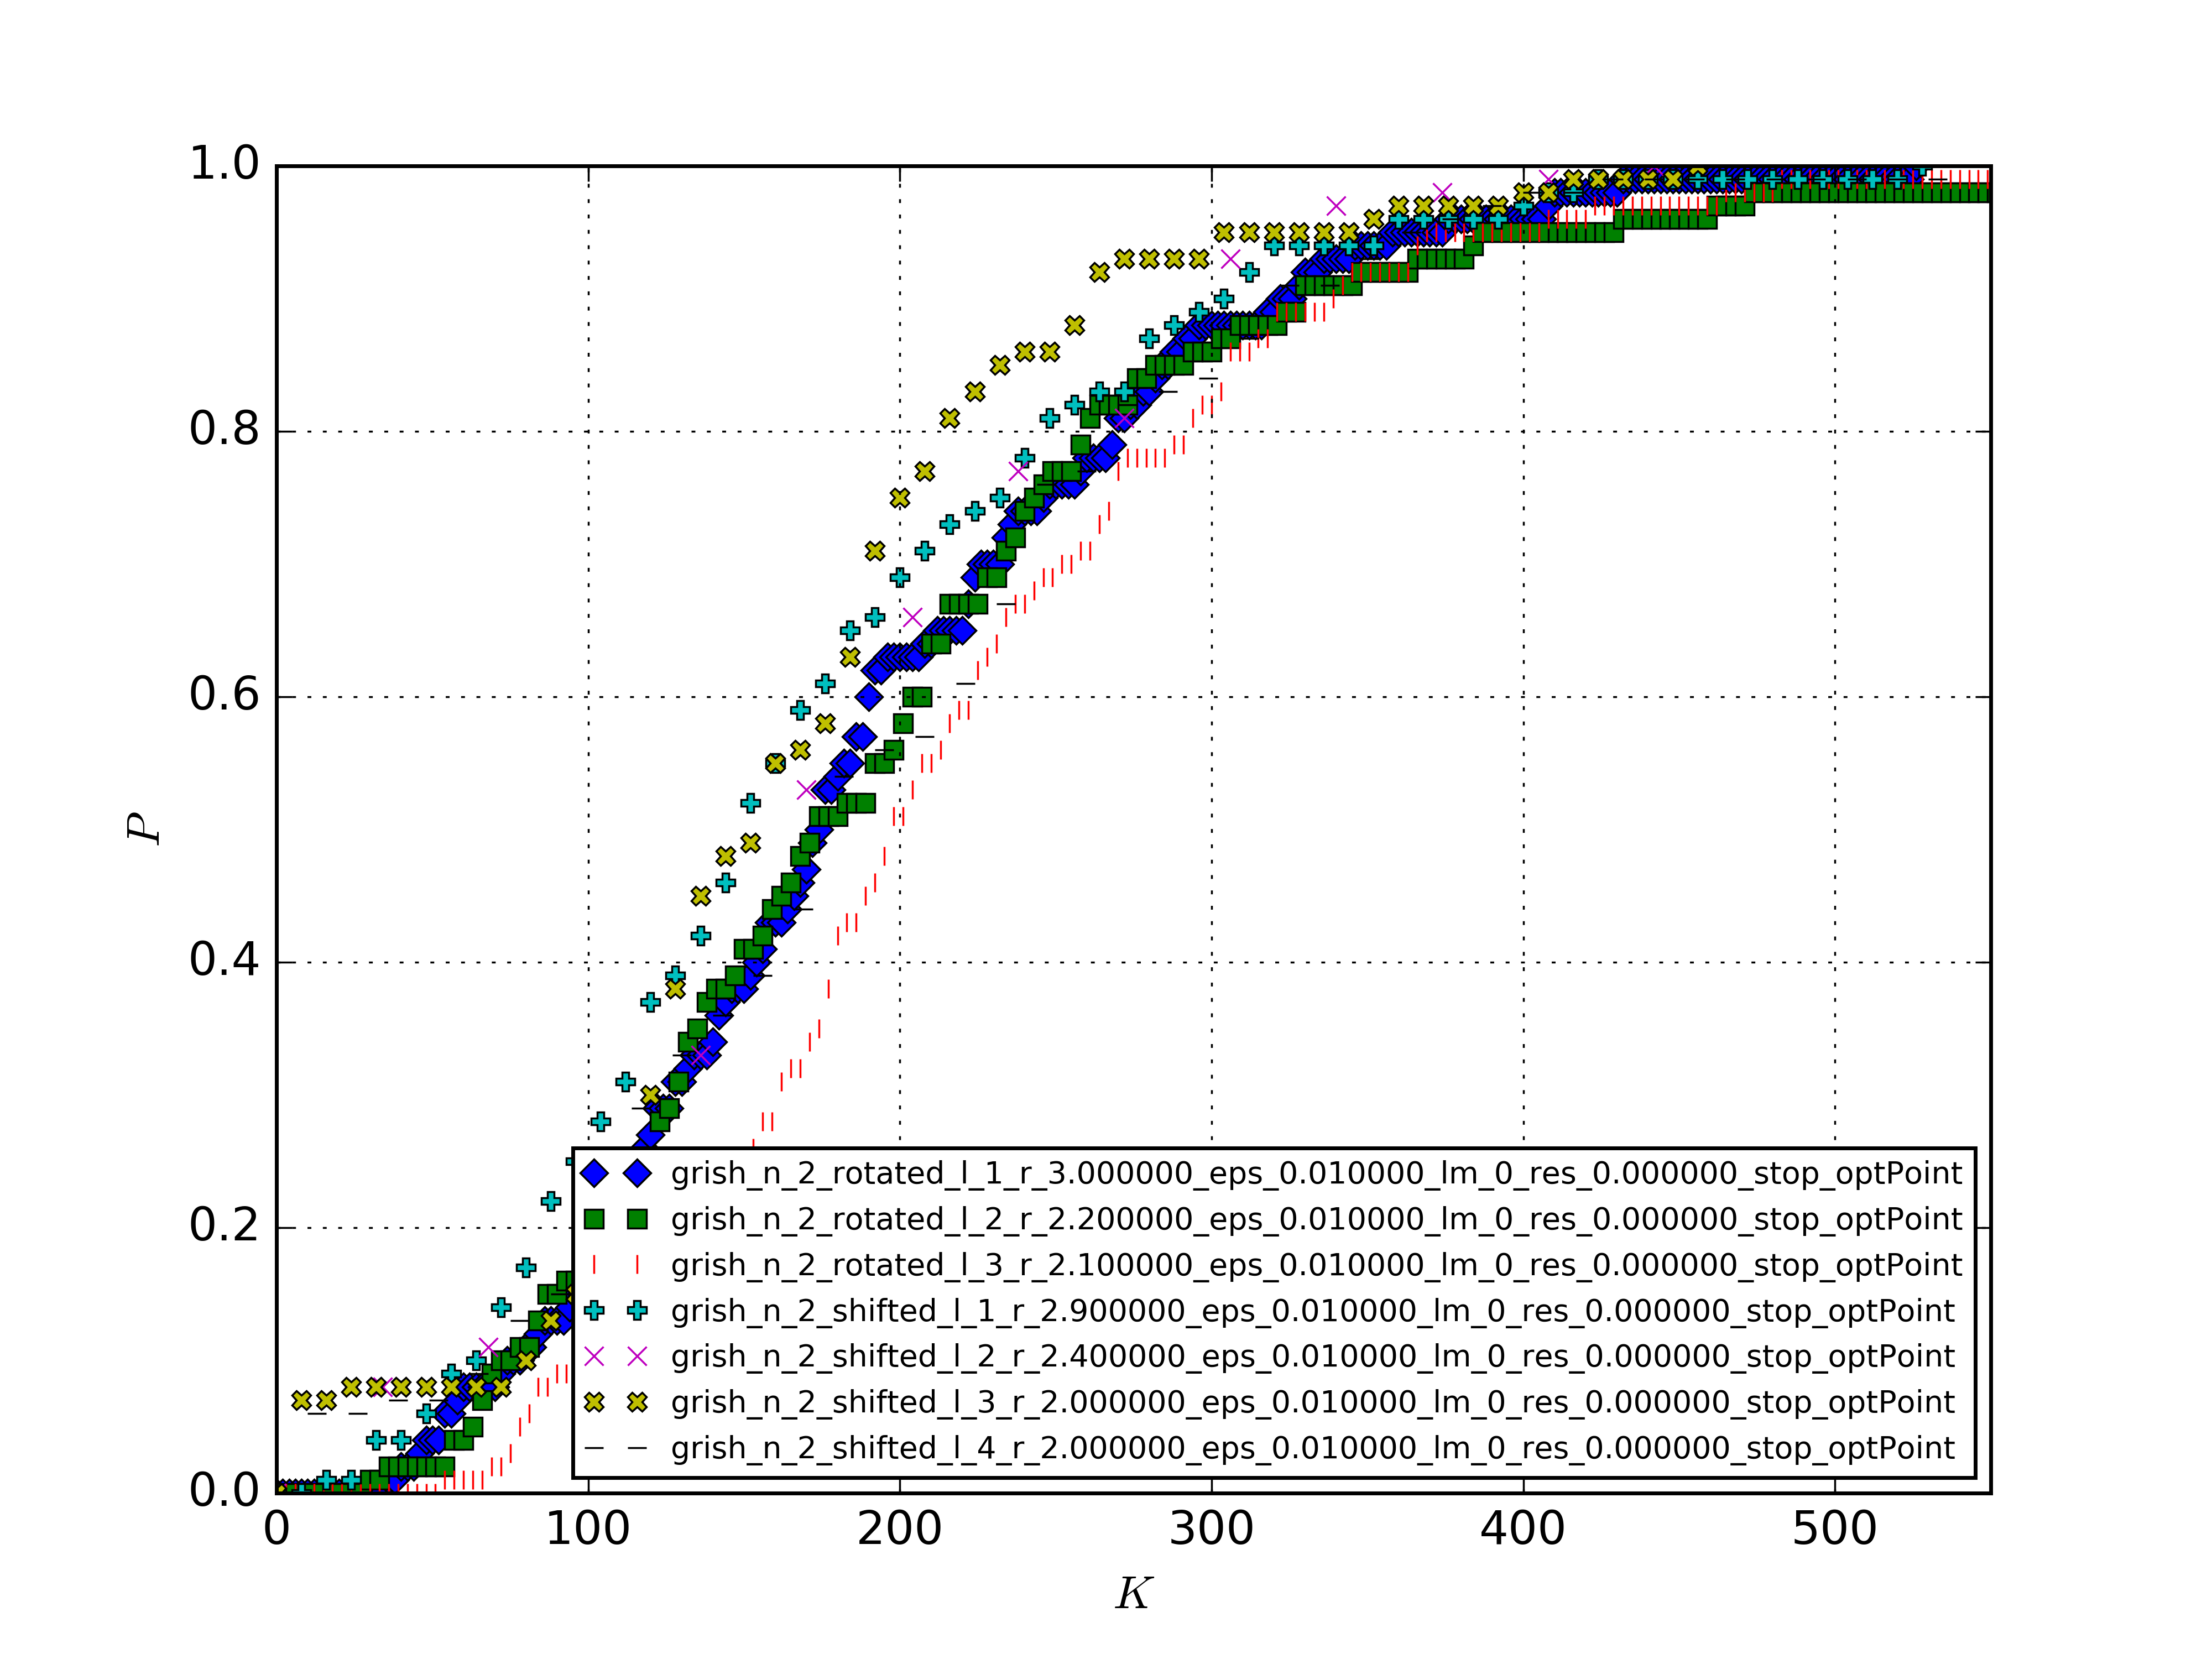 1.0
0.8
0.6
0.4
0.2
0.0
P
0 100 200 300 400 500
K
grish_n_2_rotated_l_1_r_3.000000_eps_0.010000_lm_0_res_0.000000_stop_optPoint
grish_n_2_rotated_l_2_r_2.200000_eps_0.010000_lm_0_res_0.000000_stop_optPoint
grish_n_2_rotated_l_3_r_2.100000_eps_0.010000_lm_0_res_0.000000_stop_optPoint
grish_n_2_shifted_l_1_r_2.900000_eps_0.010000_lm_0_res_0.000000_stop_optPoint
grish_n_2_shifted_l_2_r_2.400000_eps_0.010000_lm_0_res_0.000000_stop_optPoint
grish_n_2_shifted_l_3_r_2.000000_eps_0.010000_lm_0_res_0.000000_stop_optPoint
grish_n_2_shifted_l_4_r_2.000000_eps_0.010000_lm_0_res_0.000000_stop_optPoint